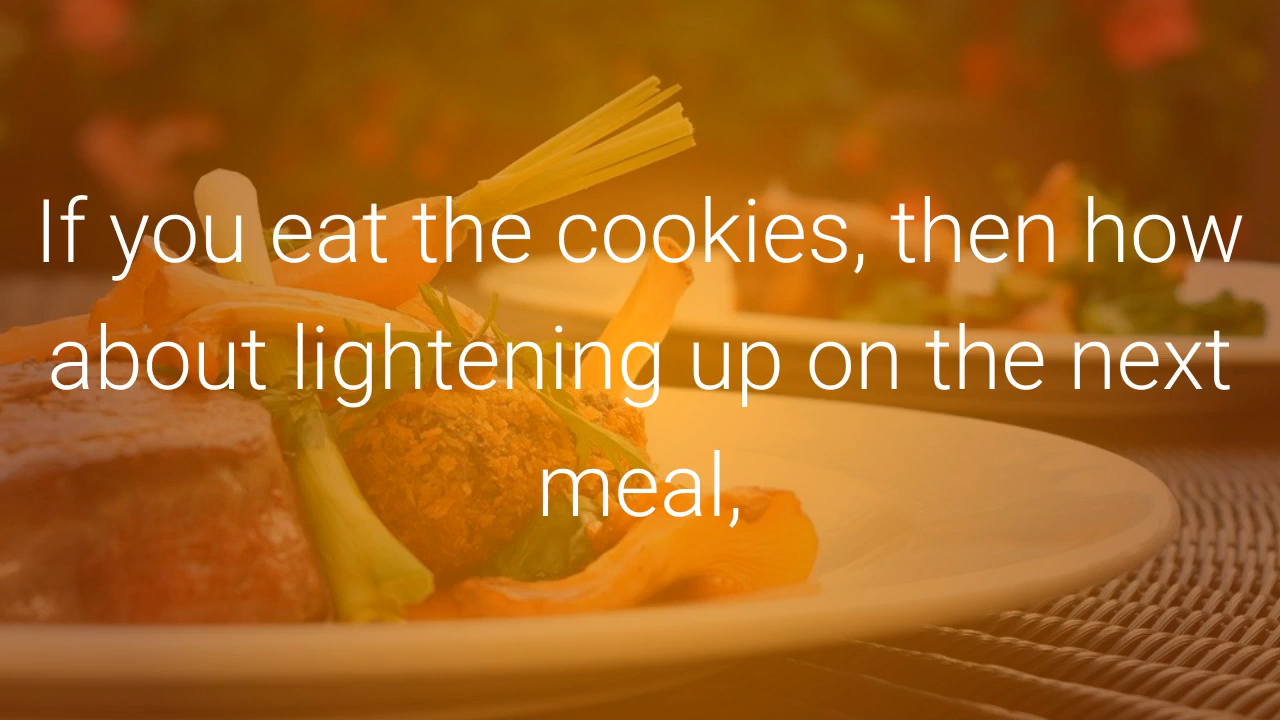 If you eat the cookies, then how
about lightening up on the next
meal,